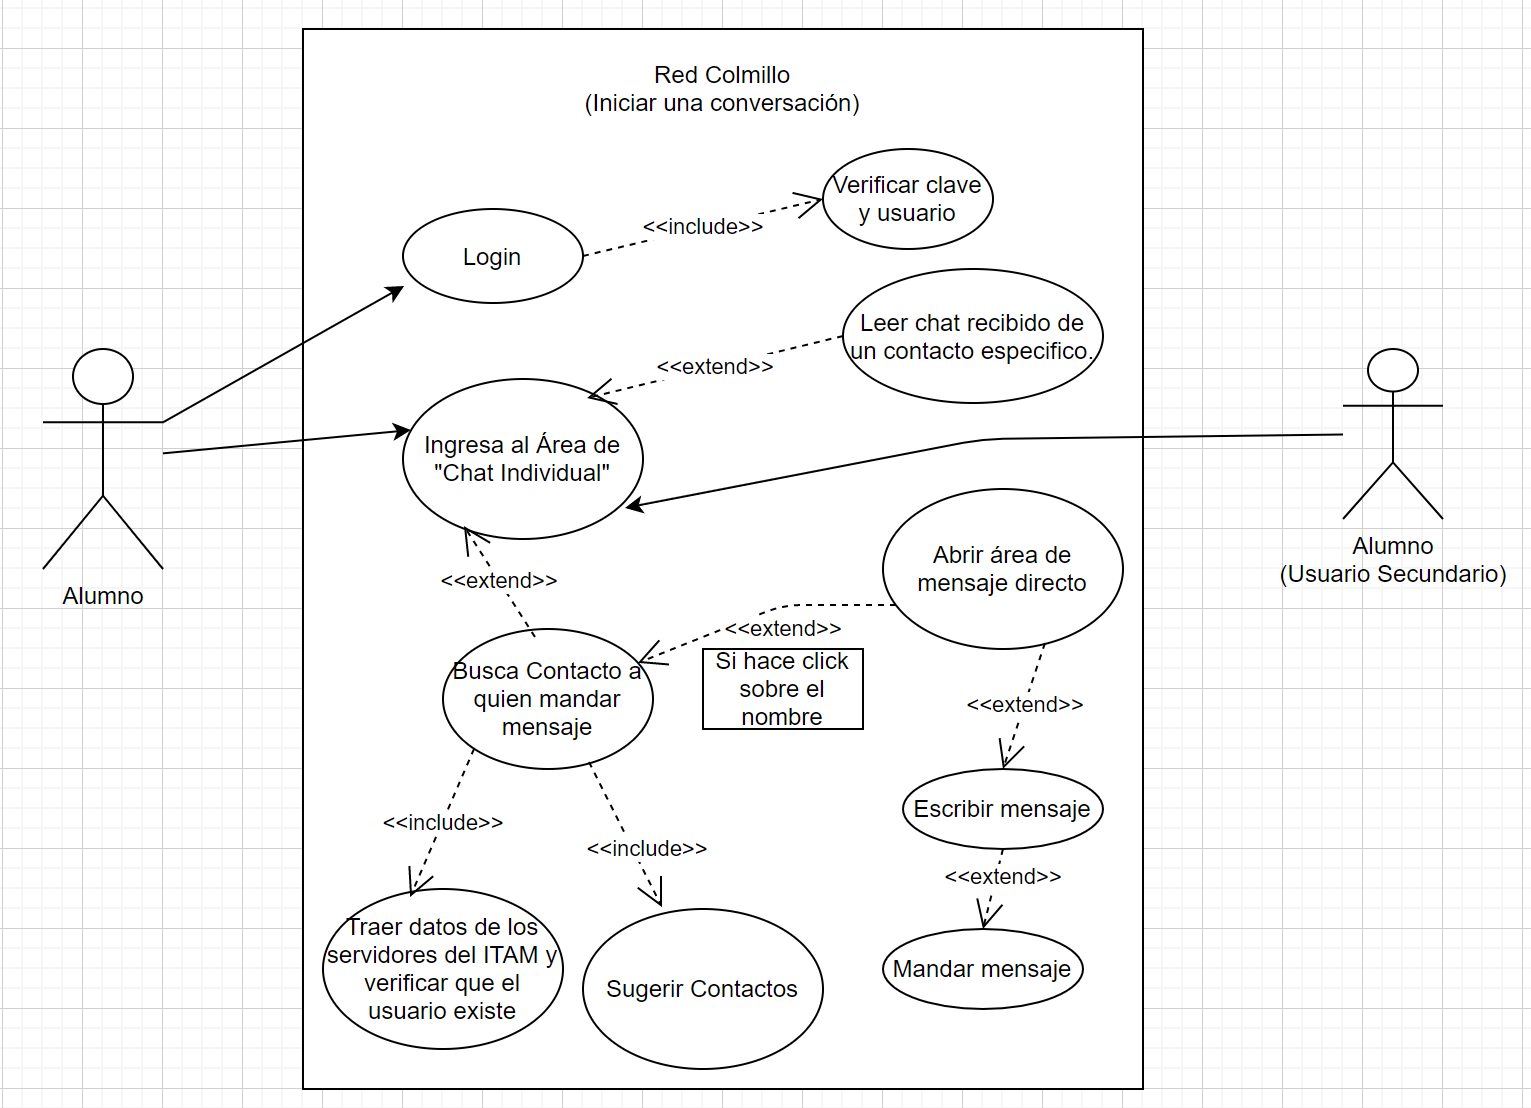 Red Colmillo
(Iniciar una conversación)
Verificar clave
y usuario
<<include>>
Login
Leer chat recibido de
un contacto especifico.
<<extend>>
Ingresa al Área de
"Chat Individual"
Alumno
Alumno
(Usuario Secundario)
Abrir área de
mensaje directo
<<extend>>
<<extend>>
Si hace click
sobre el
nombre
Busca Contacto a
quien mandar
mensaje
<<extend>>
Escribir mensaje
<<include>>
<<include>>
<<extend>>
Traer datos de los
servidores del ITAM y
verificar que el
usuario existe
Sugerir Contactos
Mandar mensaje